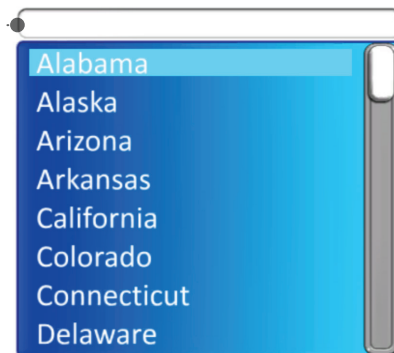 Alabama
Alaska
Arizona
Arkansas
California
Colorado
Connecticut
Delaware